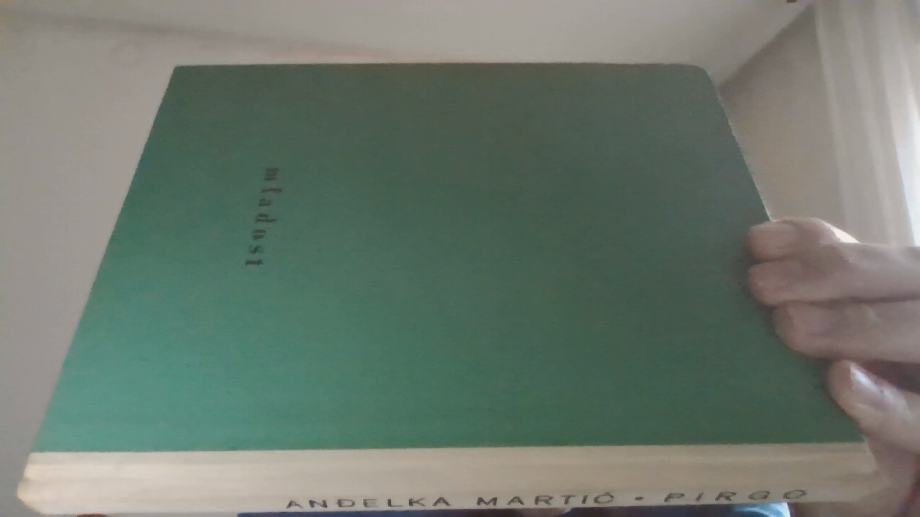 mladost
ANĐELKA MARTIĆ • PIRGO